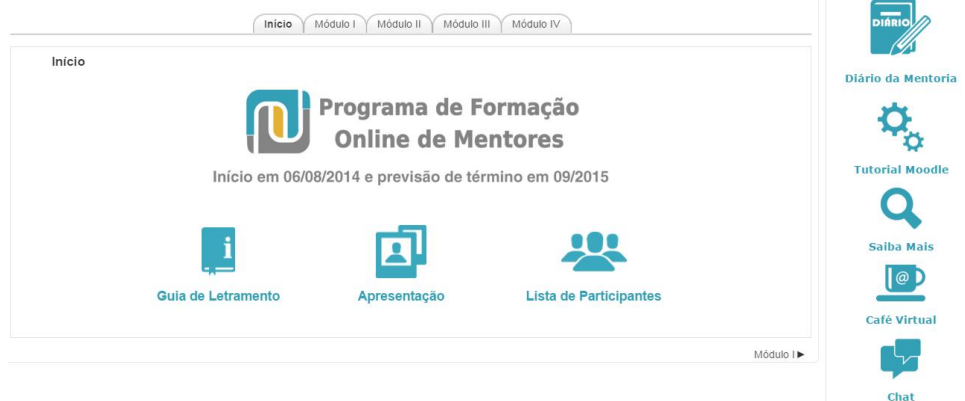 Início Módulo I Módulo II Módulo III Módulo IV
Início
Programa de Formação
Online de Mentores
Início em 06/08/2014 e previsão de término em 09/2015
Guia de Letramento Apresentação Lista de Participantes
Módulo I ►
DIÁRIO
Diário da Mentoria
Tutorial Moodle
Saiba Mais
@
Café Virtual
Chat